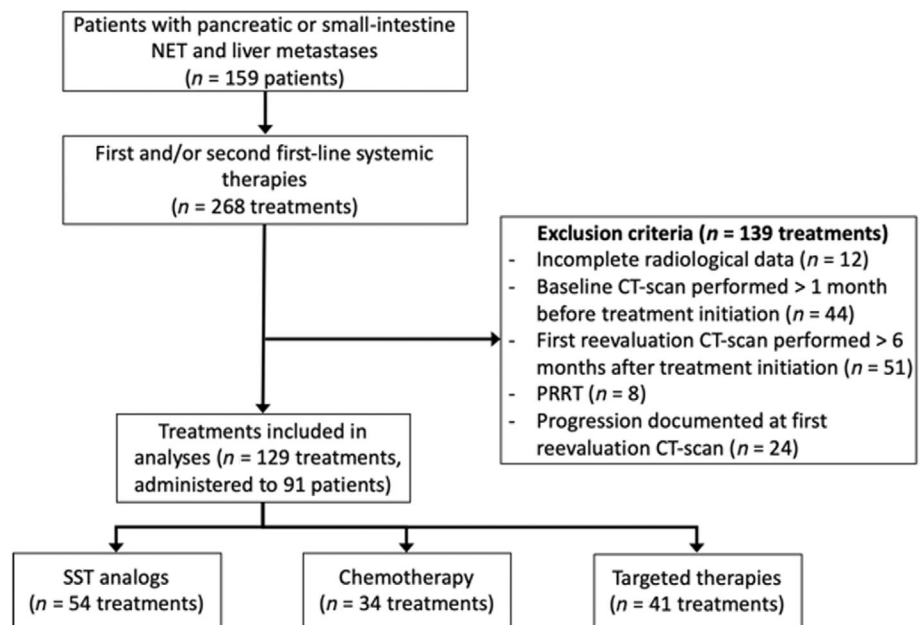 Patients with pancreatic or small-intestine
NET and liver metastases
(n = 159 patients)
First and/or second first-line systemic
therapies
(n = 268 treatments)
Exclusion criteria (n = 139 treatments)
- Incomplete radiological data (n = 12)
- Baseline CT-scan performed > 1 month
before treatment initiation (n = 44)
- First reevaluation CT-scan performed > 6
months after treatment initiation (n = 51)
- PRRT (n = 8)
- Progression documented at first
reevaluation CT-scan (n = 24)
Treatments included in
analyses (n = 129 treatments,
administered to 91 patients)
SST analogs
(n = 54 treatments)
Chemotherapy
(n = 34 treatments)
Targeted therapies
(n = 41 treatments)